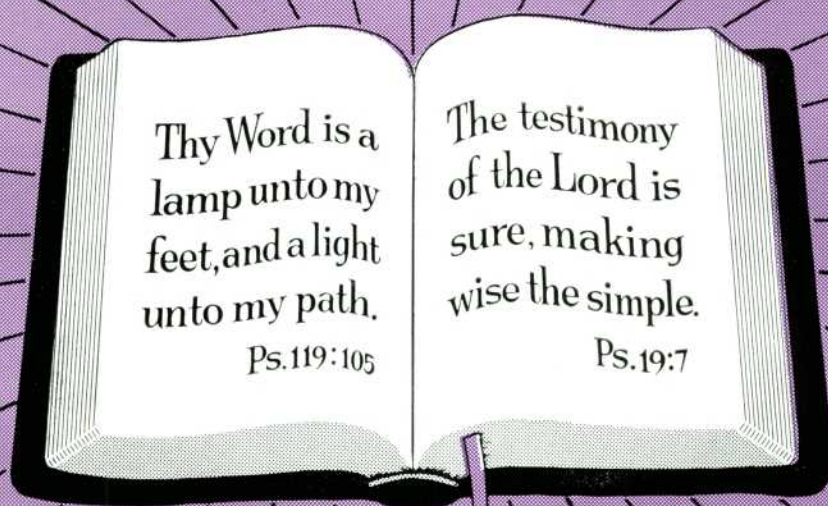 Thy Word is a
lamp unto my
feet, and a light
unto my path.
Ps. 119:105
The testimony
of the Lord is
sure, making
wise the simple.
Ps. 19:7